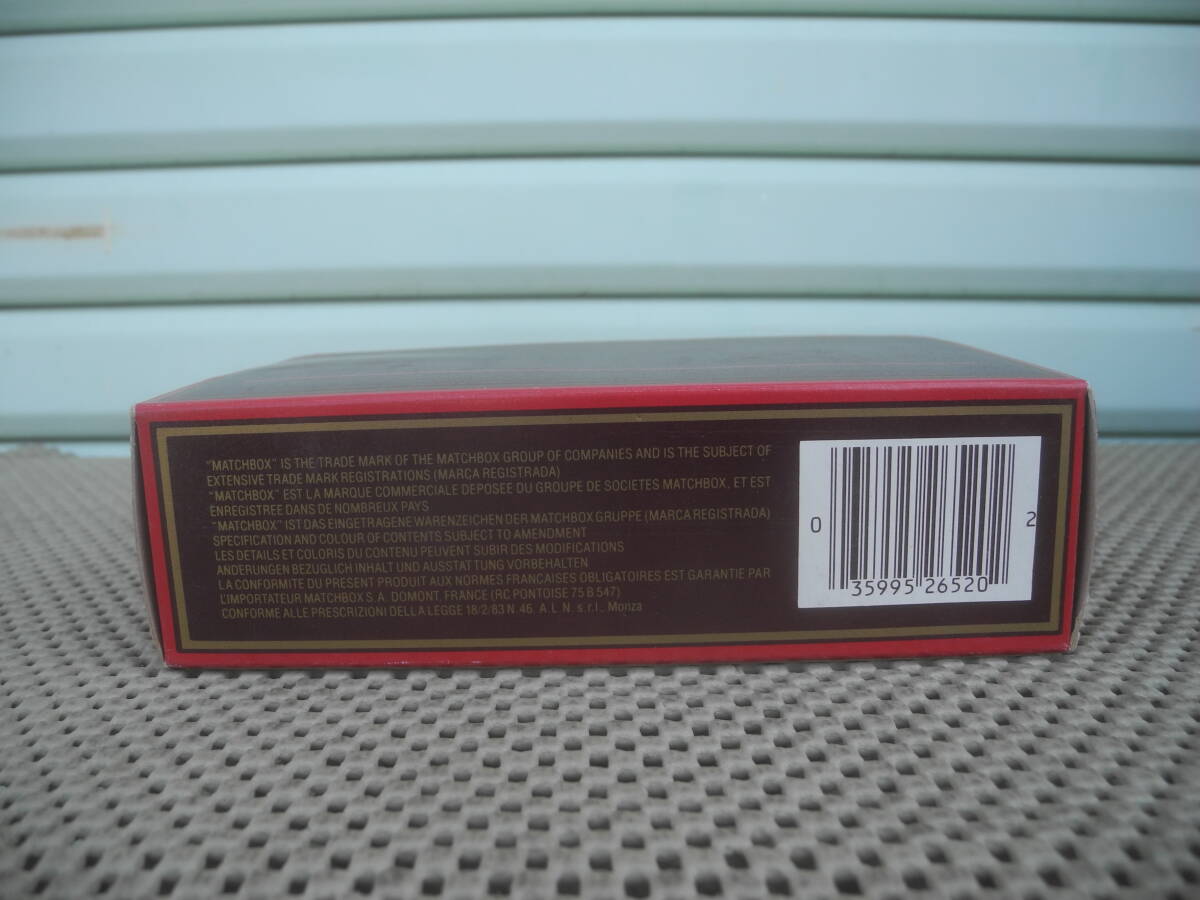 "MATCHBOX" IS THE TRADE MARK OF THE MATCHBOX GROUP OF COMPANIES AND IS THE SUBJECT OF
EXTENSIVE TRADE MARK REGISTRATIONS (MARCA REGISTRADA)
"MATCHBOX" EST LA MARQUE COMMERCIALE DEPOSEE DU GROUPE DE SOCIETES MATCHBOX, ET EST
ENREGISTREE DANS DE NOMBREUX PAYS
"MATCHBOX" IST DAS EINGETRAGENE WARENZEICHEN DER MATCHBOX GRUPPE (MARCA REGISTRADA)
SPECIFICATION AND COLOUR OF CONTENTS SUBJECT TO AMENDMENT
LES DETAILS ET COLORIS DU CONTENU PEUVENT SUBIR DES MODIFICATIONS
ANDERUNGEN BEZUGLICH INHALT UND AUSSTATTUNG VORBEHALTEN
LA CONFORMITE DU PRESENT PRODUIT AUX NORMES FRANCAISES OBLIGATOIRES EST GARANTIE PAR
L'IMPORTATEUR MATCHBOX S.A. DOMONT, FRANCE (RC PONTOISE 75 B 547)
CONFORME ALLE PRESCRIZIONI DELLA LEGGE 18/2/83 N. 46. A.L.N. s.r.l., Monza
0 35995 26520 2